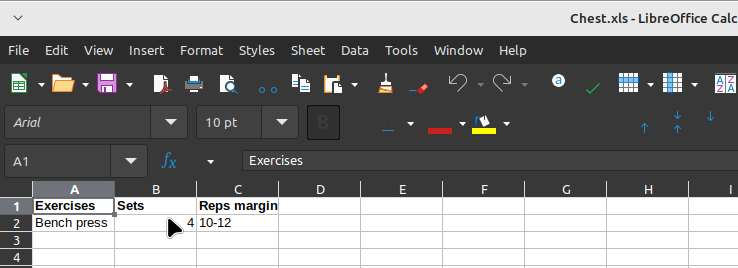 Chest.xls - LibreOffice Calc
File Edit View Insert Format Styles Sheet Data Tools Window Help
Arial 10 pt B A
A1 fx Exercises
A B C D E F G H I
1 Exercises Sets Reps margin
2 Bench press 4 10-12
3
4